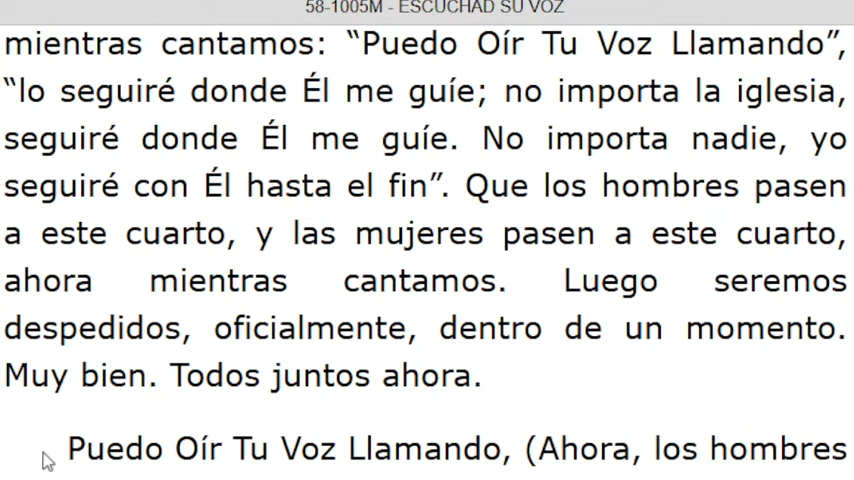 58-1005M - ESCUCHAD SU VOZ
mientras cantamos: “Puedo Oír Tu Voz Llamando”,
“lo seguiré donde Él me guíe; no importa la iglesia,
seguiré donde Él me guíe. No importa nadie, yo
seguiré con Él hasta el fin”. Que los hombres pasen
a este cuarto, y las mujeres pasen a este cuarto,
ahora mientras cantamos. Luego seremos
despedidos, oficialmente, dentro de un momento.
Muy bien. Todos juntos ahora.
Puedo Oír Tu Voz Llamando, (Ahora, los hombres